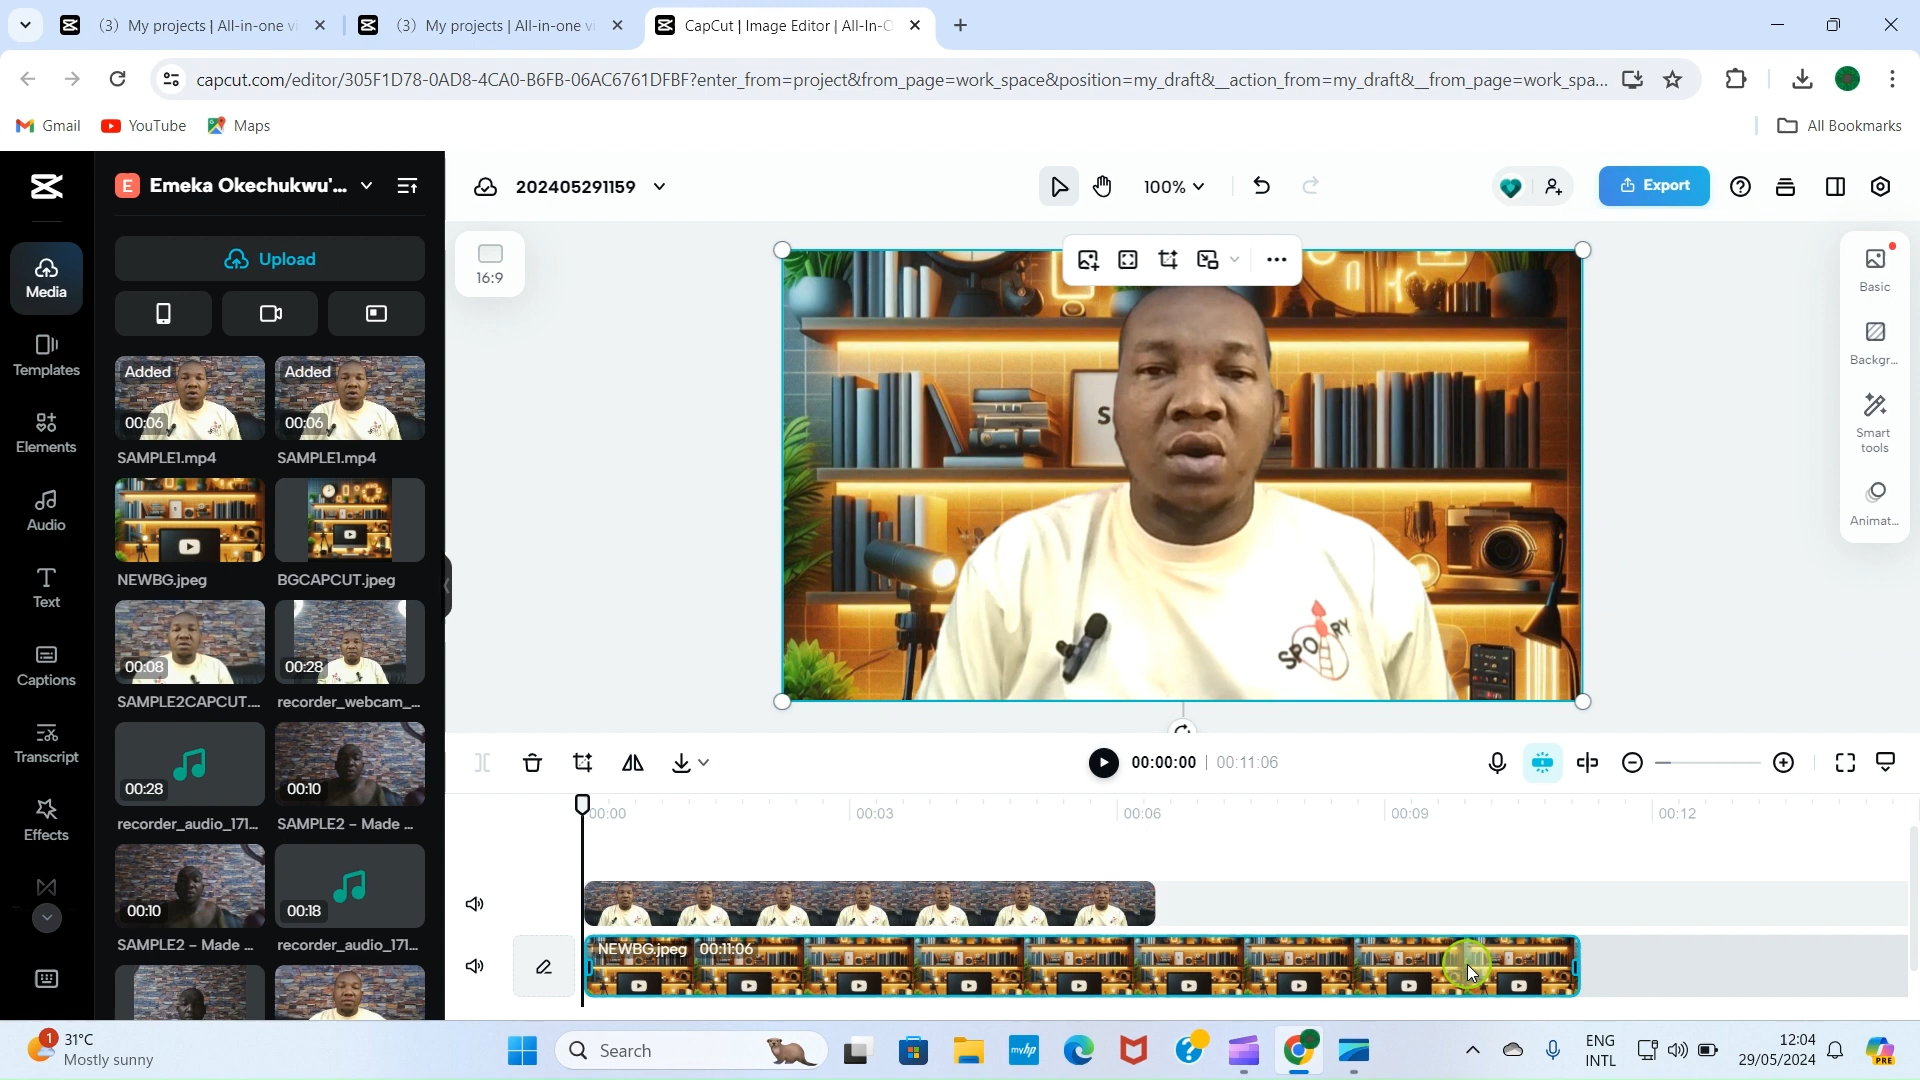 (3) My projects | All-in-one vi
(3) My projects | All-in-one vi
CapCut | Image Editor | All-In-O
capcut.com/editor/305F1D78-0AD8-4CA0-B6FB-06AC6761DFBF?enter_from=project&from_page=work_space&position=my_draft&__action_from=my_draft&__from_page=work_spa...
Gmail
YouTube
Maps
All Bookmarks
E
Emeka Okechukwu'...
202405291159
100%
Export
Upload
16:9
Media
Templates
Elements
Audio
Text
Captions
Transcript
Effects
Added
00:06
SAMPLE1.mp4
Added
00:06
SAMPLE1.mp4
NEWBG.jpeg
BGCAPCUT.jpeg
00:08
SAMPLE2CAPCUT....
00:28
recorder_webcam_...
00:28
recorder_audio_171...
00:10
SAMPLE2 - Made ...
00:10
SAMPLE2 - Made ...
00:18
recorder_audio_171...
S
SPORY
Basic
Backgr...
Smart
tools
Animat...
00:00:00 | 00:11:06
00:00
00:03
00:06
00:09
00:12
NEWBG.jpeg 00:11:06
1
31°C
Mostly sunny
Search
myhp
ENG
INTL
12:04
29/05/2024
PRE